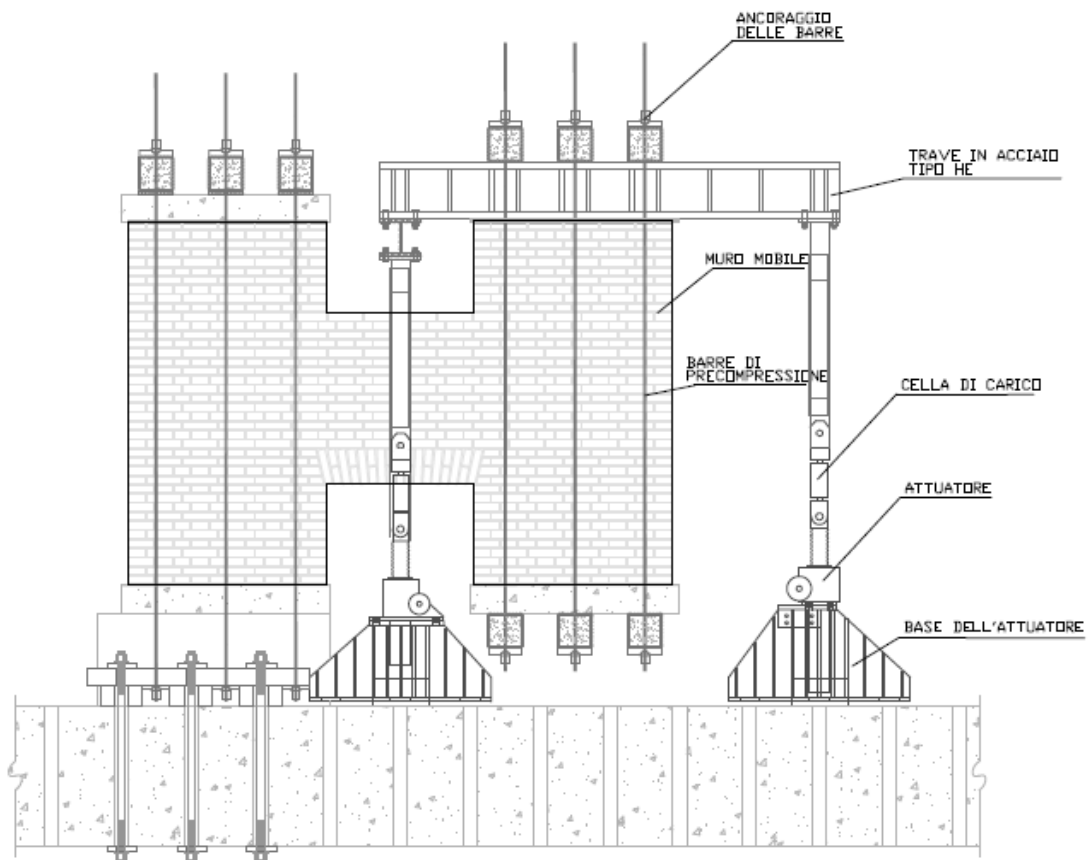 ANCORAGGIO
DELLE BARRE
TRAVE IN ACCIAIO
TIPO HE
MURO MOBILE
BARRE DI
PRECOMPRESSIONE
CELLA DI CARICO
ATTUATORE
BASE DELL'ATTUATORE